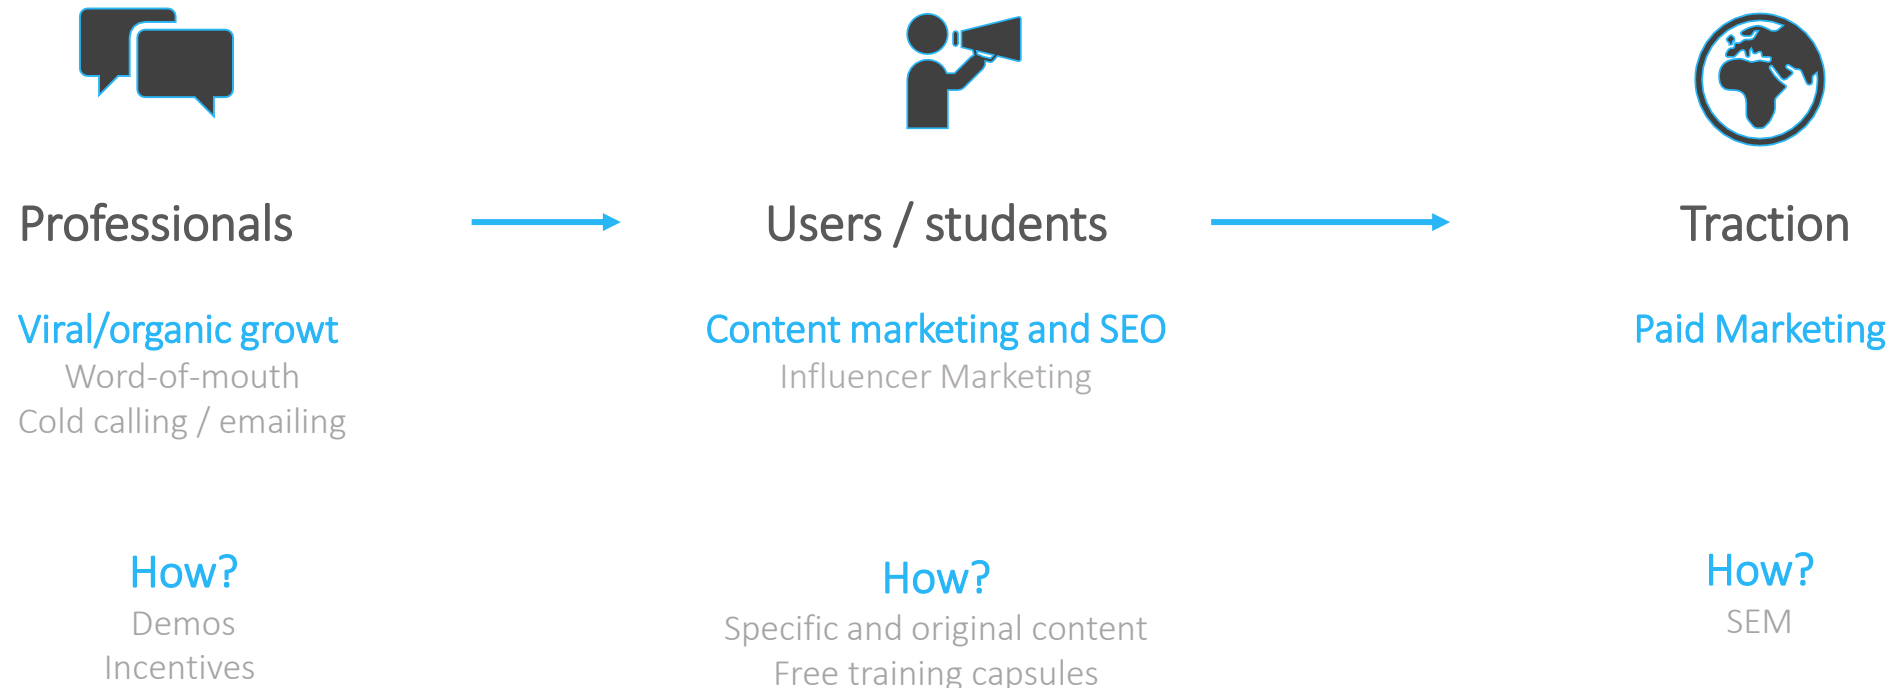 Professionals
Users / students
Traction
Viral/organic growt
Word-of-mouth
Cold calling / emailing
Content marketing and SEO
Influencer Marketing
Paid Marketing
How?
Demos
Incentives
How?
Specific and original content
Free training capsules
How?
SEM